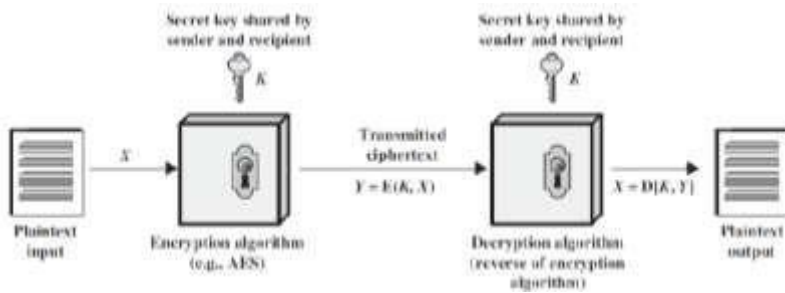 Secret key shared by
sender and recipient
K
Secret key shared by
sender and recipient
K
X
Transmitted
ciphertext
Y = E(K, X)
X = D[K, Y]
Plaintext
input
Encryption algorithm
(e.g., AES)
Decryption algorithm
(reverse of encryption
algorithm)
Plaintext
output